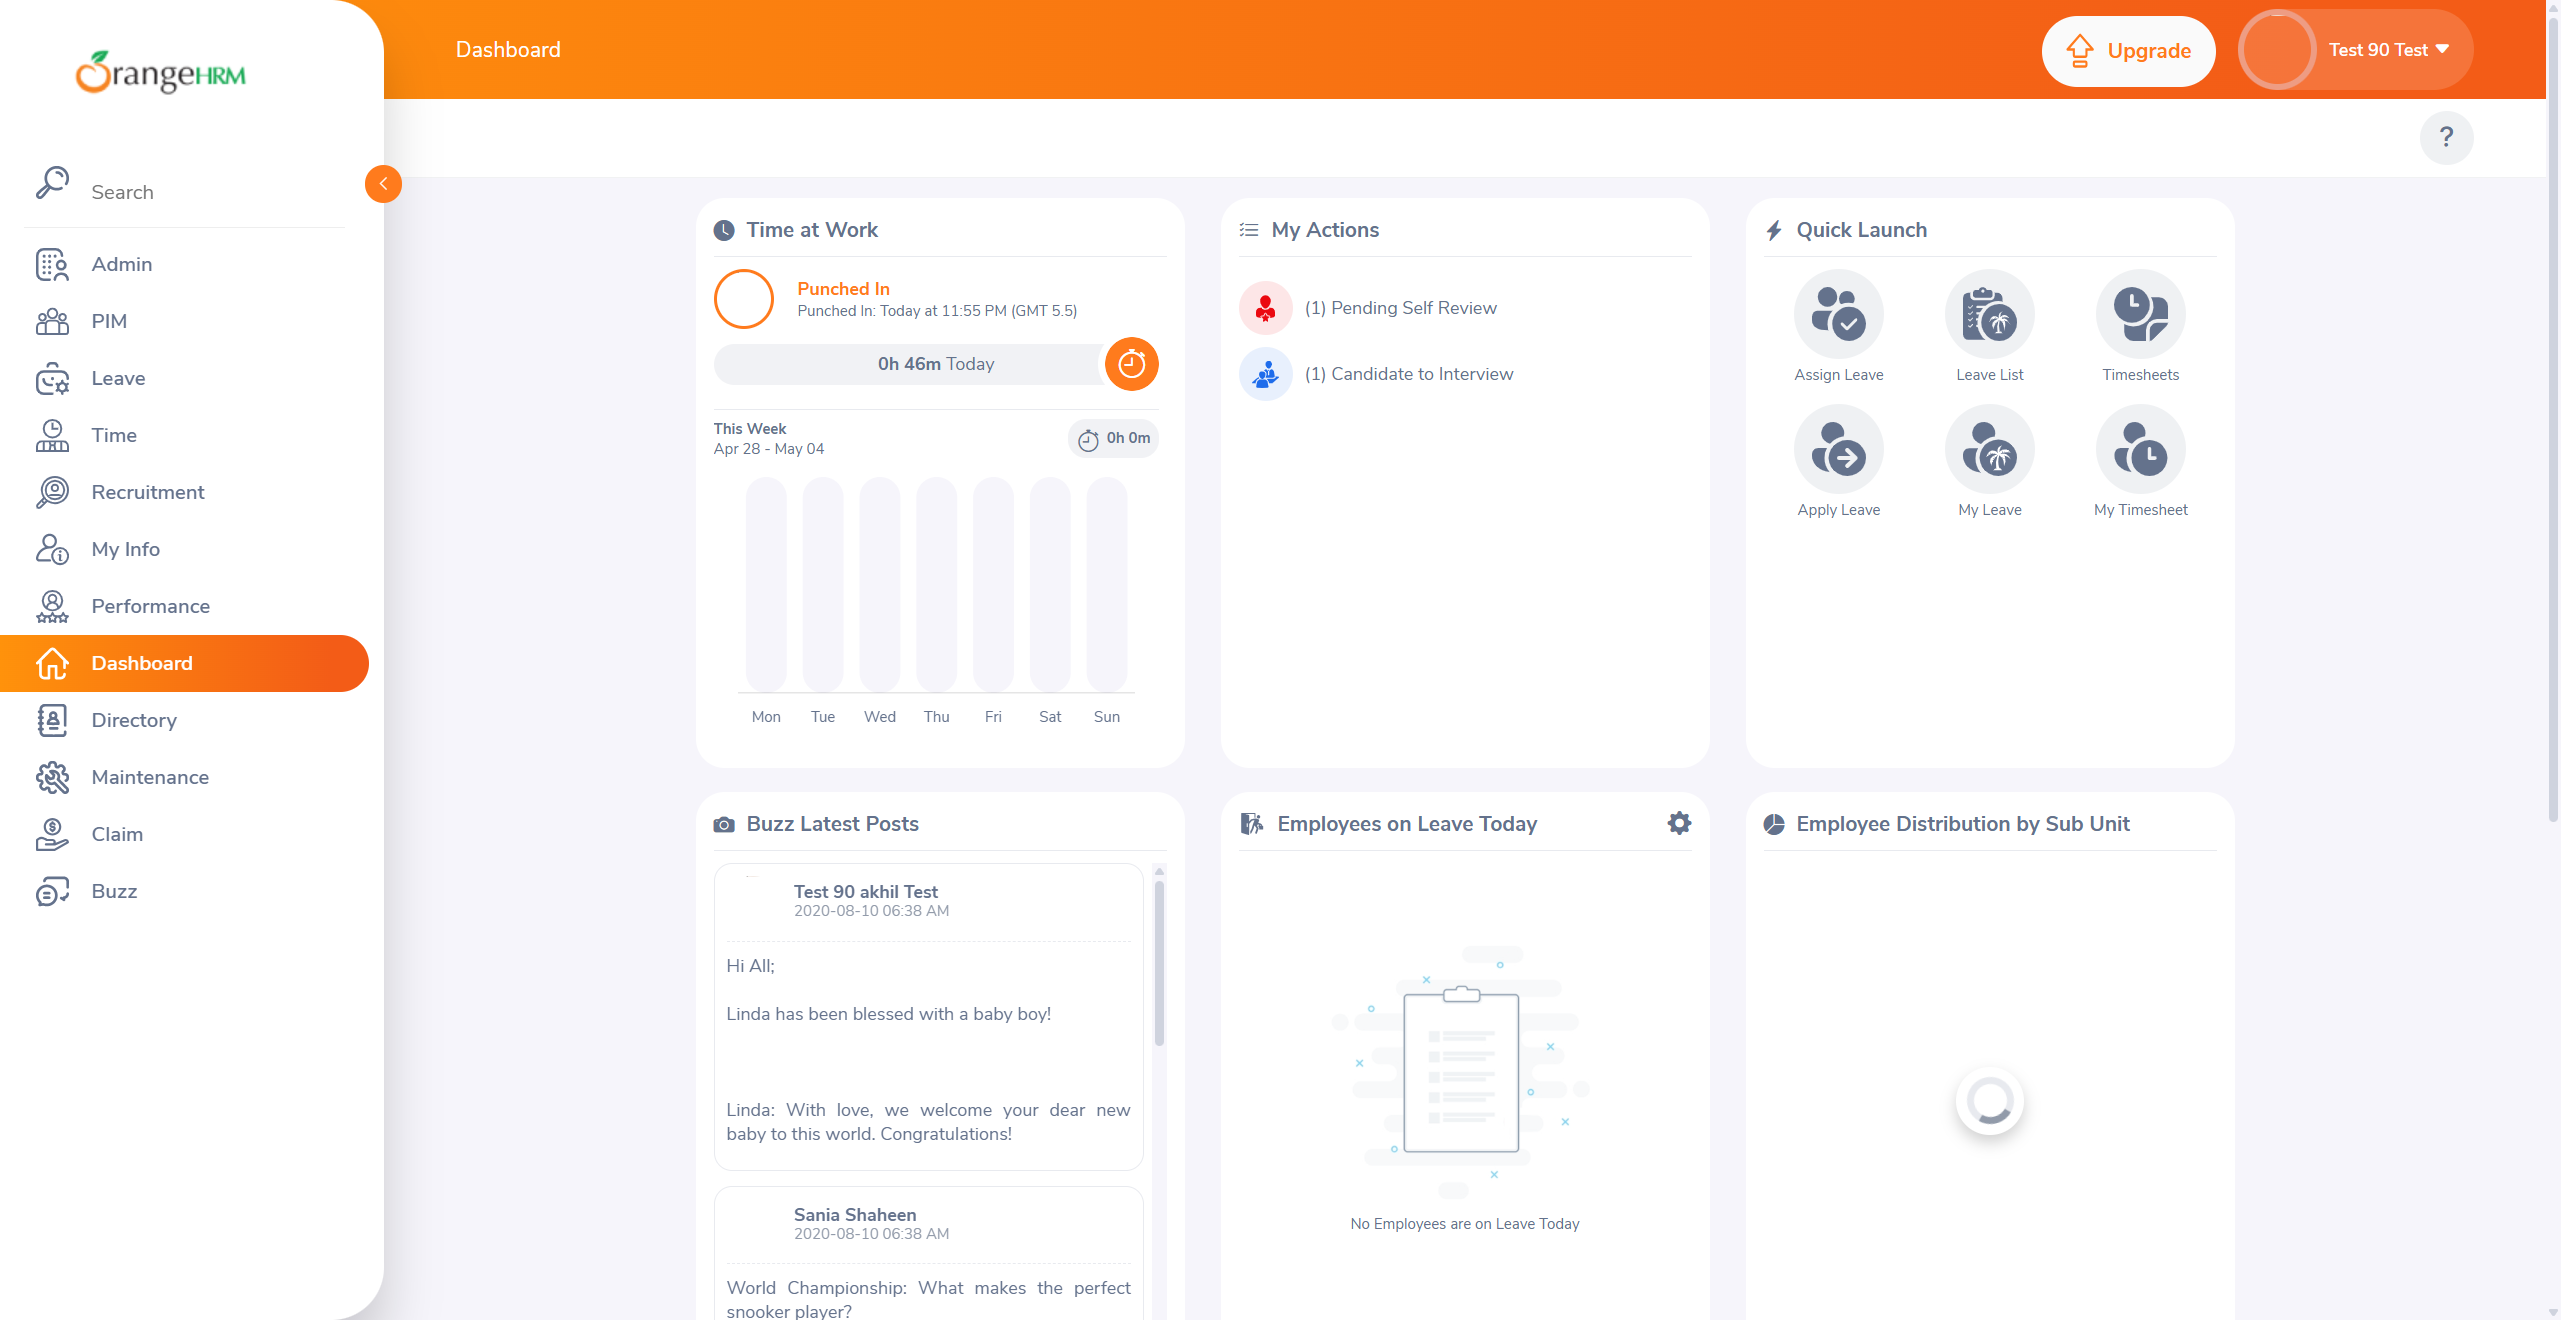 OrangeHRM
Search
Admin
PIM
Leave
Time
Recruitment
My Info
Performance
Dashboard
Directory
Maintenance
Claim
Buzz
Dashboard
Upgrade
Test 90 Test
?
Time at Work
Punched In
Punched In: Today at 11:55 PM (GMT 5.5)
0h 46m Today
This Week
Apr 28 - May 04
0h 0m
Mon Tue Wed Thu Fri Sat Sun
My Actions
(1) Pending Self Review
(1) Candidate to Interview
Quick Launch
Assign Leave
Leave List
Timesheets
Apply Leave
My Leave
My Timesheet
Buzz Latest Posts
Test 90 akhil Test
2020-08-10 06:38 AM
Hi All;
Linda has been blessed with a baby boy!
Linda: With love, we welcome your dear new
baby to this world. Congratulations!
Sania Shaheen
2020-08-10 06:38 AM
World Championship: What makes the perfect
snooker player?
Employees on Leave Today
No Employees are on Leave Today
Employee Distribution by Sub Unit